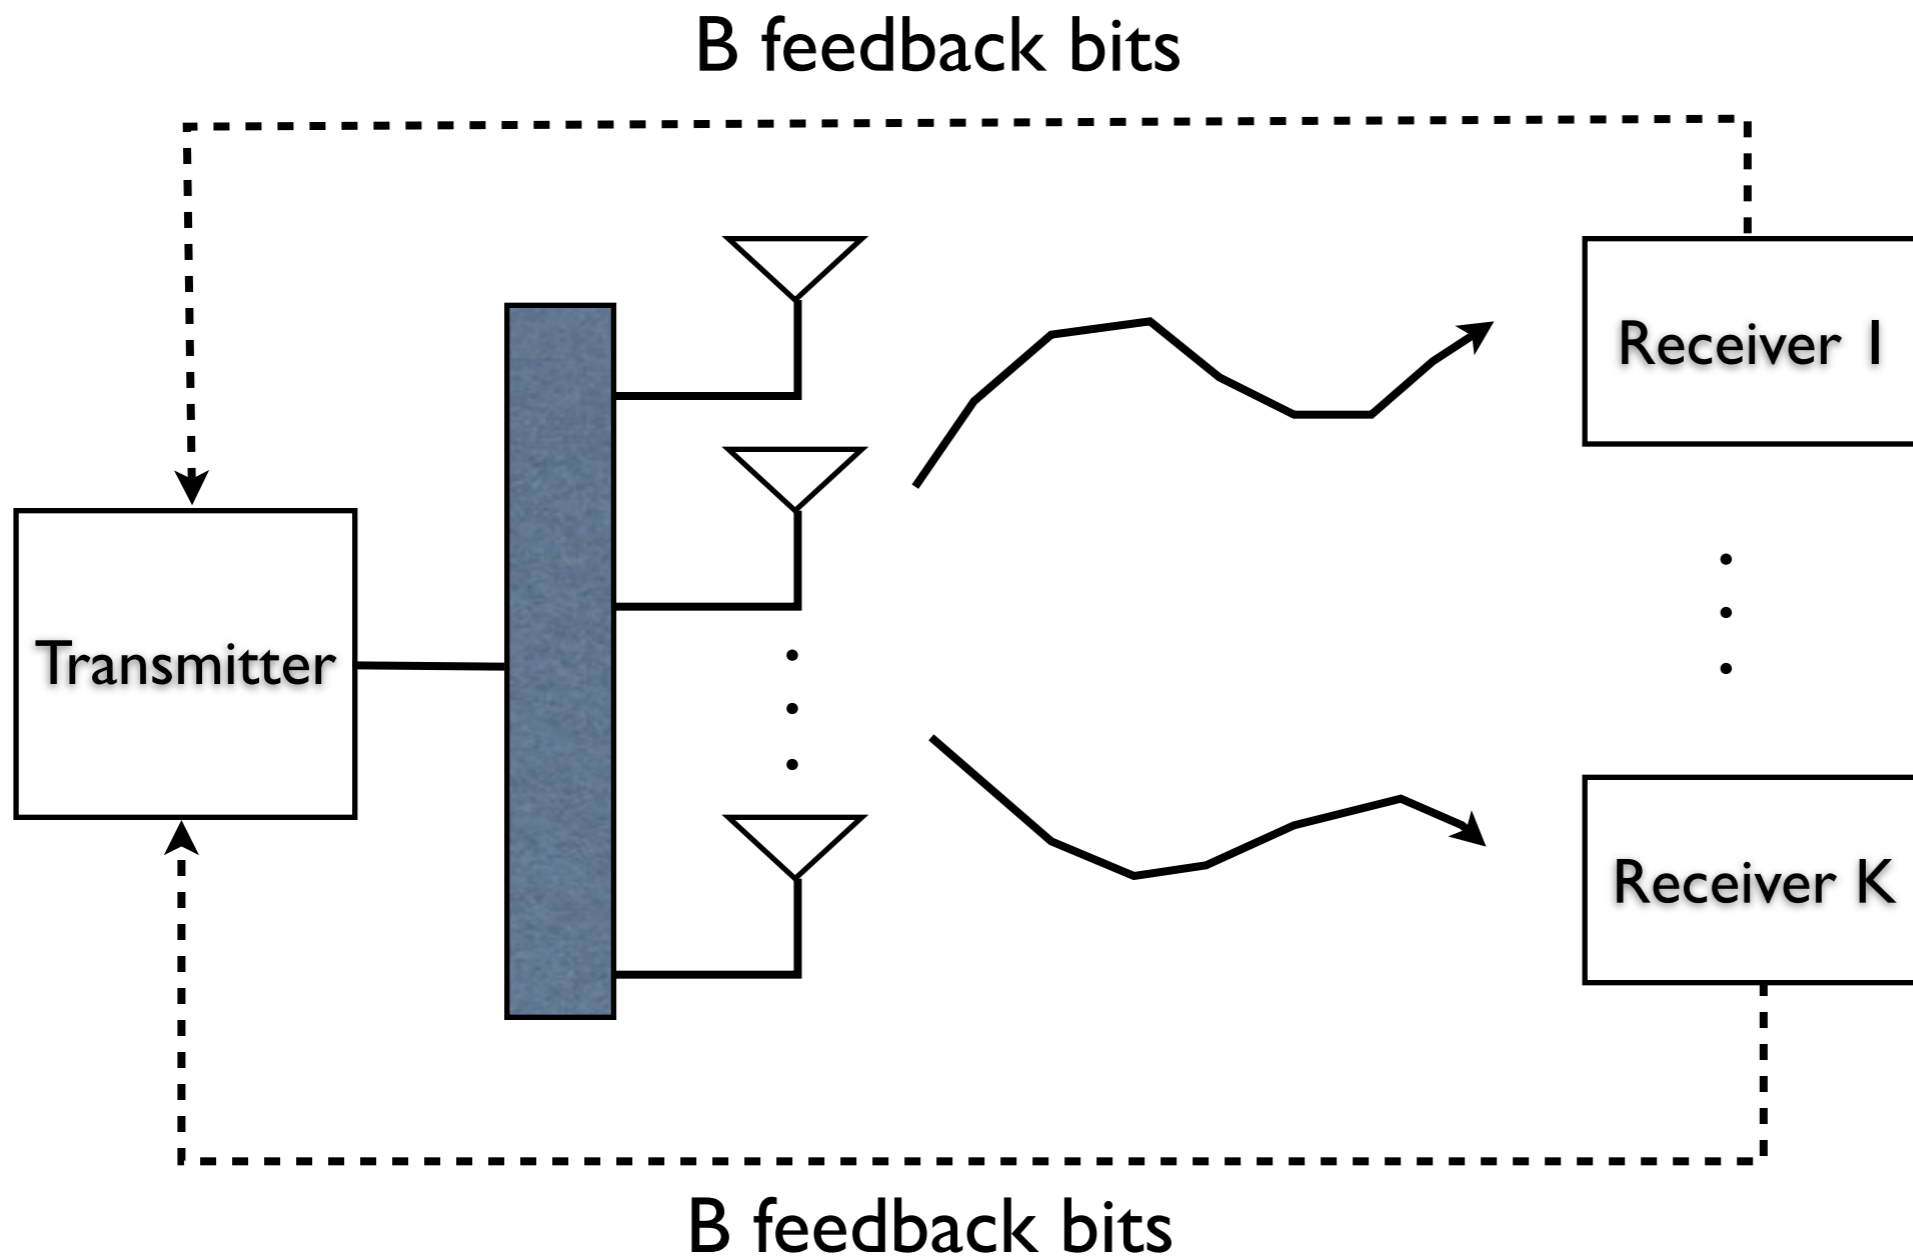 B feedback bits
Receiver 1
Transmitter
Receiver K
B feedback bits